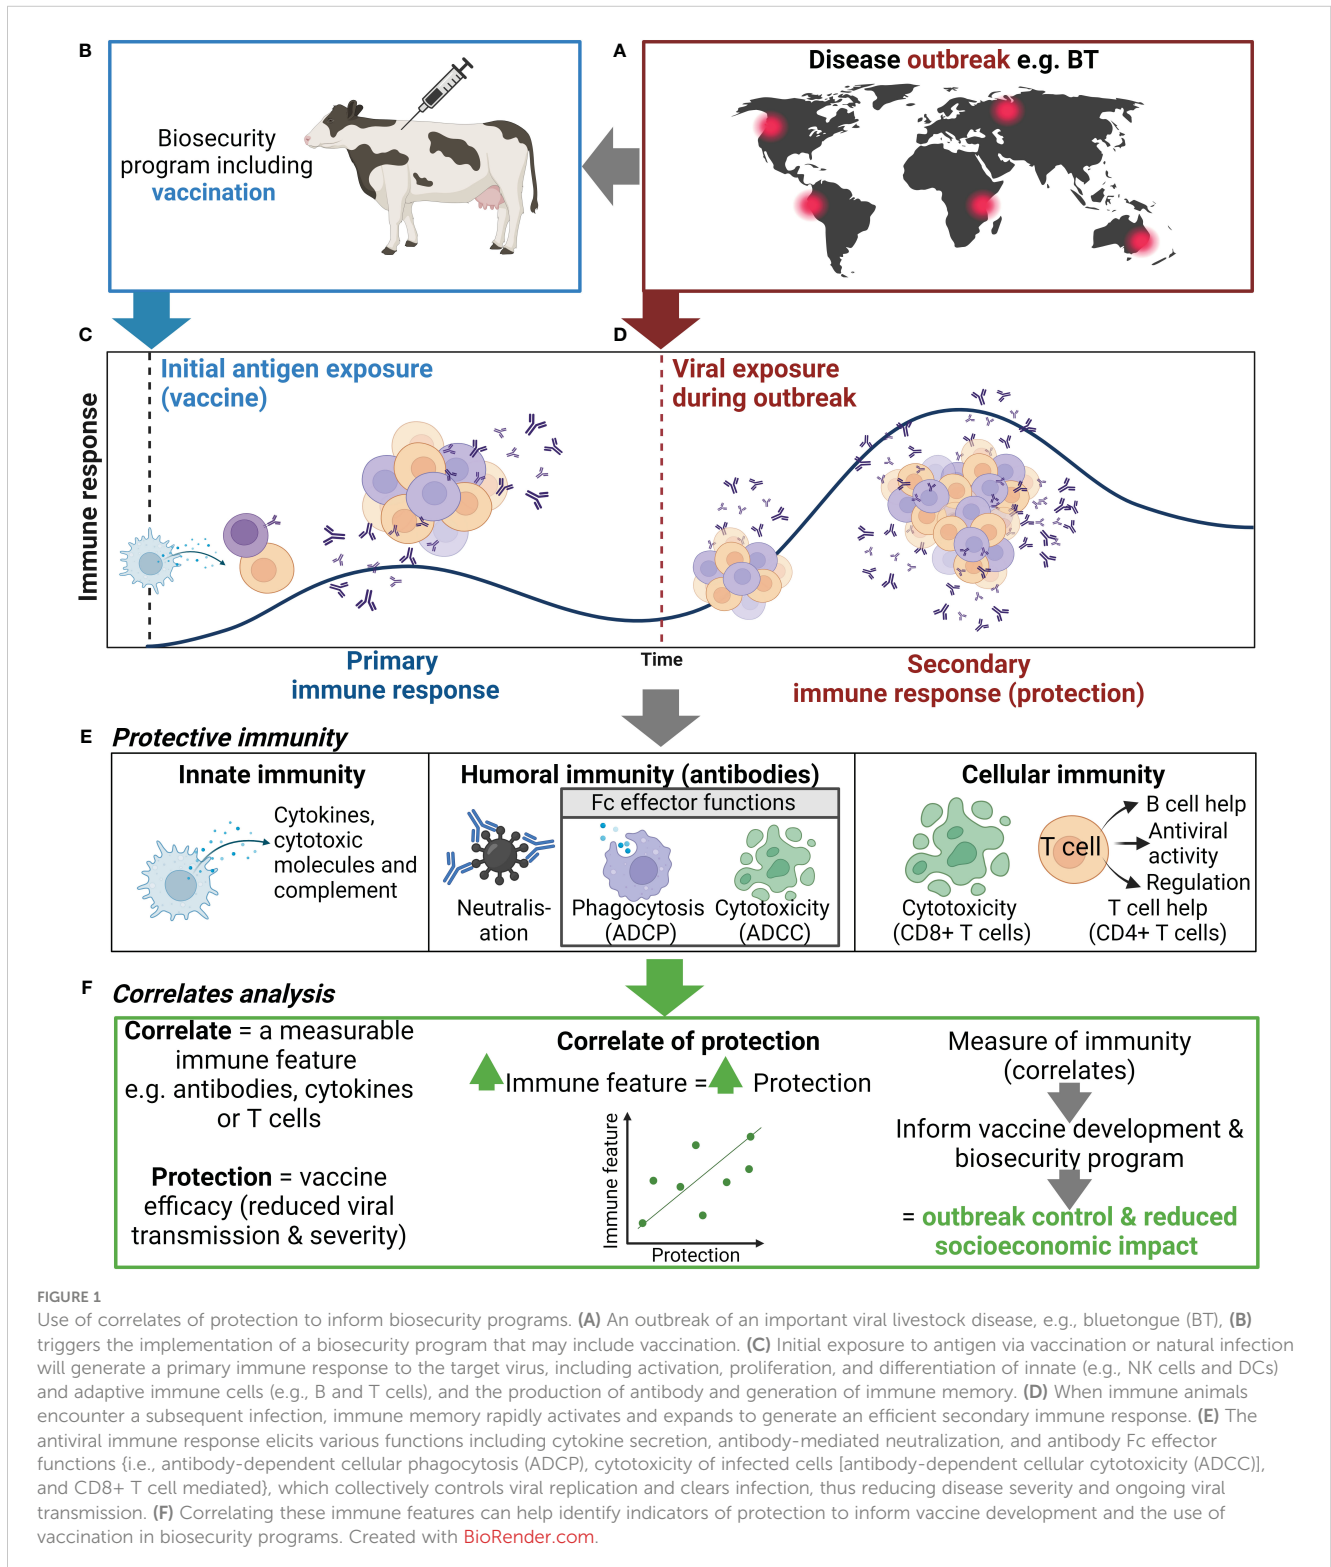 B
Biosecurity
program including
vaccination
A
Disease outbreak e.g. BT
C
Initial antigen exposure
(vaccine)
D
Viral exposure
during outbreak
Immune response
Primary
immune response
Time
Secondary
immune response (protection)
E
Protective immunity
Innate immunity
Cytokines,
cytotoxic
molecules and
complement
Humoral immunity (antibodies)
Fc effector functions
Neutralis-
ation
Phagocytosis
(ADCP)
Cytotoxicity
(ADCC)
Cellular immunity
Cytotoxicity
(CD8+ T cells)
T cell
B cell help
Antiviral
activity
Regulation
T cell help
(CD4+ T cells)
F
Correlates analysis
Correlate = a measurable
immune feature
e.g. antibodies, cytokines
or T cells
Protection = vaccine
efficacy (reduced viral
transmission & severity)
Correlate of protection
Immune feature = Protection
Immune feature
Protection
Measure of immunity
(correlates)
Inform vaccine development &
biosecurity program
= outbreak control & reduced
socioeconomic impact
FIGURE 1
Use of correlates of protection to inform biosecurity programs. (A) An outbreak of an important viral livestock disease, e.g., bluetongue (BT), (B)
triggers the implementation of a biosecurity program that may include vaccination. (C) Initial exposure to antigen via vaccination or natural infection
will generate a primary immune response to the target virus, including activation, proliferation, and differentiation of innate (e.g., NK cells and DCs)
and adaptive immune cells (e.g., B and T cells), and the production of antibody and generation of immune memory. (D) When immune animals
encounter a subsequent infection, immune memory rapidly activates and expands to generate an efficient secondary immune response. (E) The
antiviral immune response elicits various functions including cytokine secretion, antibody-mediated neutralization, and antibody Fc effector
functions {i.e., antibody-dependent cellular phagocytosis (ADCP), cytotoxicity of infected cells [antibody-dependent cellular cytotoxicity (ADCC)],
and CD8+ T cell mediated}, which collectively controls viral replication and clears infection, thus reducing disease severity and ongoing viral
transmission. (F) Correlating these immune features can help identify indicators of protection to inform vaccine development and the use of
vaccination in biosecurity programs. Created with BioRender.com.